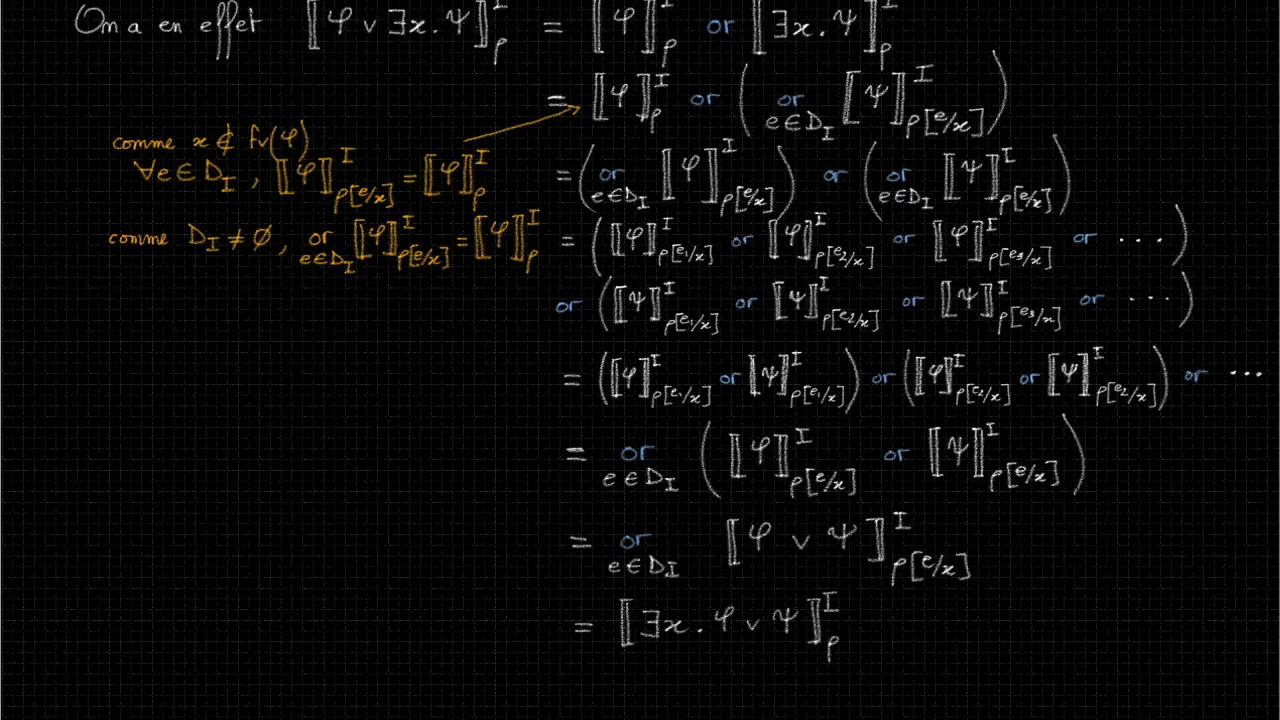 On a en effet ⟦φ ∨ ∃x.ψ⟧^I_ρ = ⟦φ⟧^I_ρ or ⟦∃x.ψ⟧^I_ρ
= ⟦φ⟧^I_ρ or ( or_{e∈D_I} ⟦ψ⟧^I_{ρ[e/x]} )
comme x ∉ fv(φ)
∀e ∈ D_I, ⟦φ⟧^I_{ρ[e/x]} = ⟦φ⟧^I_ρ
= ( or_{e∈D_I} ⟦φ⟧^I_{ρ[e/x]} ) or ( or_{e∈D_I} ⟦ψ⟧^I_{ρ[e/x]} )
comme D_I ≠ ∅, or_{e∈D_I} ⟦φ⟧^I_{ρ[e/x]} = ⟦φ⟧^I_ρ
= ( ⟦φ⟧^I_{ρ[e1/x]} or ⟦φ⟧^I_{ρ[e2/x]} or ⟦φ⟧^I_{ρ[e3/x]} or ··· )
or ( ⟦ψ⟧^I_{ρ[e1/x]} or ⟦ψ⟧^I_{ρ[e2/x]} or ⟦ψ⟧^I_{ρ[e3/x]} or ··· )
= ( ⟦φ⟧^I_{ρ[e1/x]} or ⟦ψ⟧^I_{ρ[e1/x]} ) or ( ⟦φ⟧^I_{ρ[e2/x]} or ⟦ψ⟧^I_{ρ[e2/x]} ) or ···
= or_{e∈D_I} ( ⟦φ⟧^I_{ρ[e/x]} or ⟦ψ⟧^I_{ρ[e/x]} )
= or_{e∈D_I} ⟦φ ∨ ψ⟧^I_{ρ[e/x]}
= ⟦∃x.φ ∨ ψ⟧^I_ρ